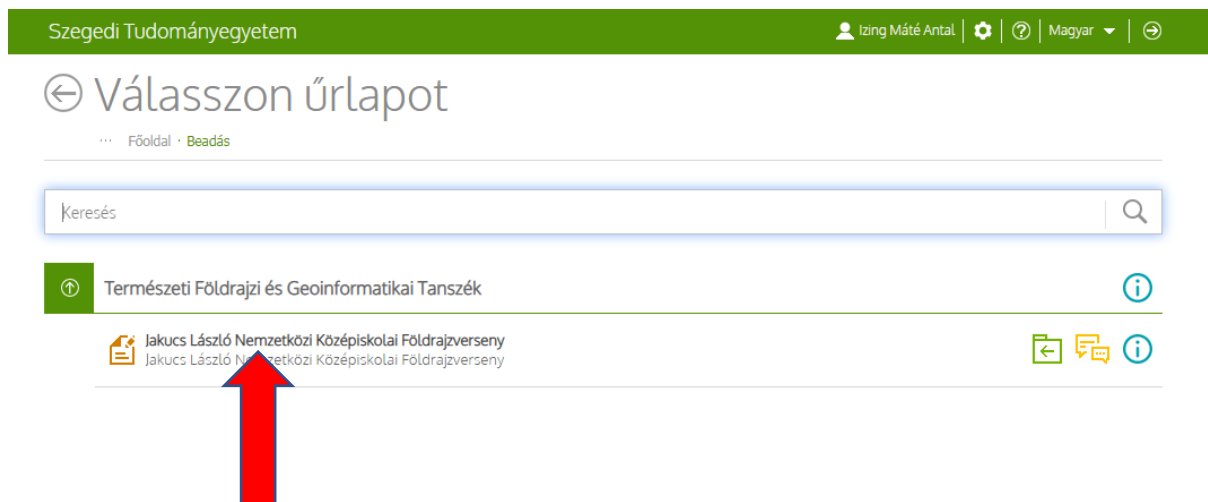 Szegedi Tudományegyetem
Izing Máté Antal
Magyar
Válasszon űrlapot
... Főoldal · Beadás
Keresés
Természeti Földrajzi és Geoinformatikai Tanszék
Jakucs László Nemzetközi Középiskolai Földrajzverseny
Jakucs László Nemzetközi Középiskolai Földrajzverseny